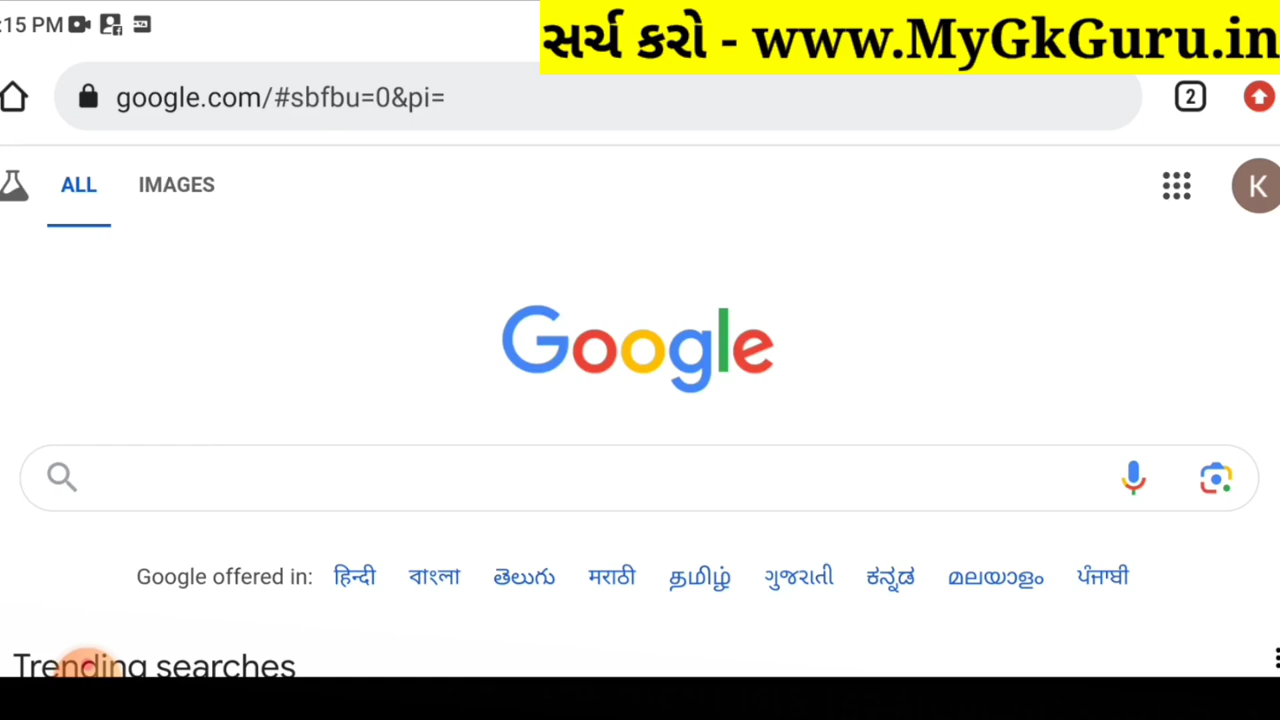 :15 PM
સર્ચ કરો - www.MyGkGuru.in
google.com/#sbfbu=0&pi=
2
ALL IMAGES
K
Google
Google offered in: हिन्दी বাংলা తెలుగు मराठी தமிழ் ગુજરાતી ಕನ್ನಡ മലയാളം ਪੰਜਾਬੀ
Trending searches